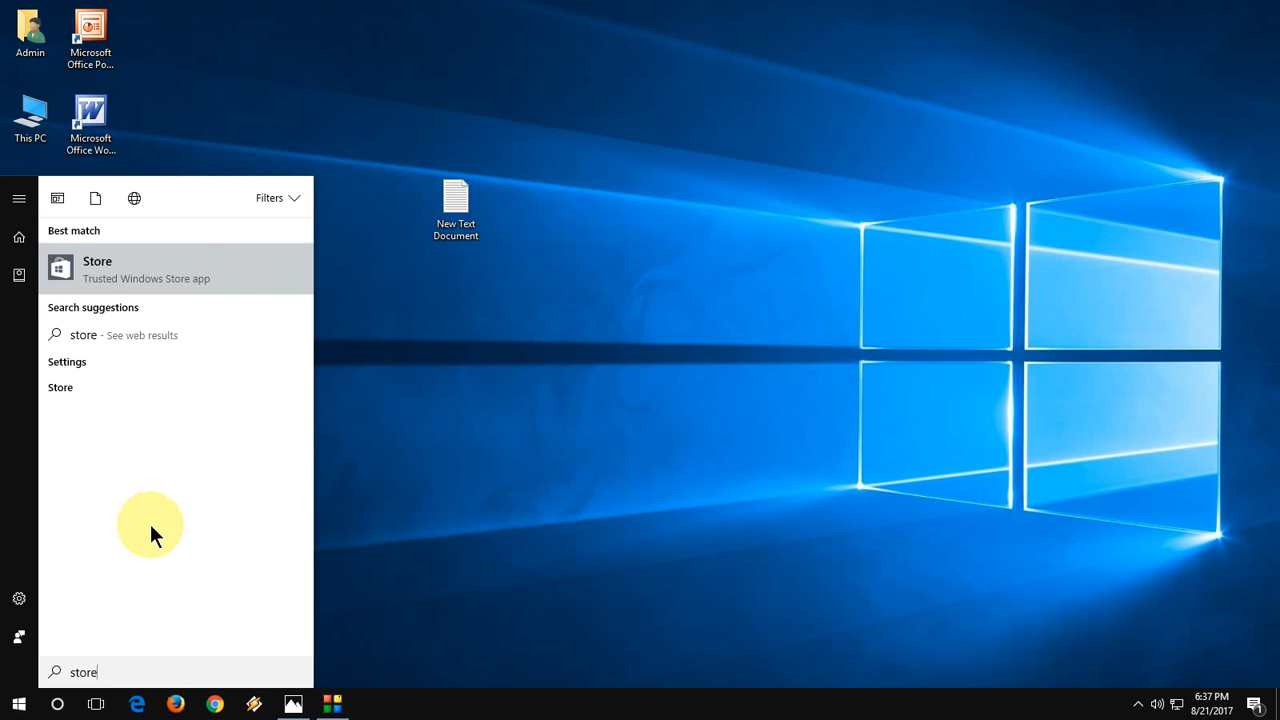 Admin
Microsoft
Office Po...
This PC
Microsoft
Office Wo...
New Text
Document
Filters
Best match
Store
Trusted Windows Store app
Search suggestions
store - See web results
Settings
Store
store
6:37 PM
8/21/2017
1